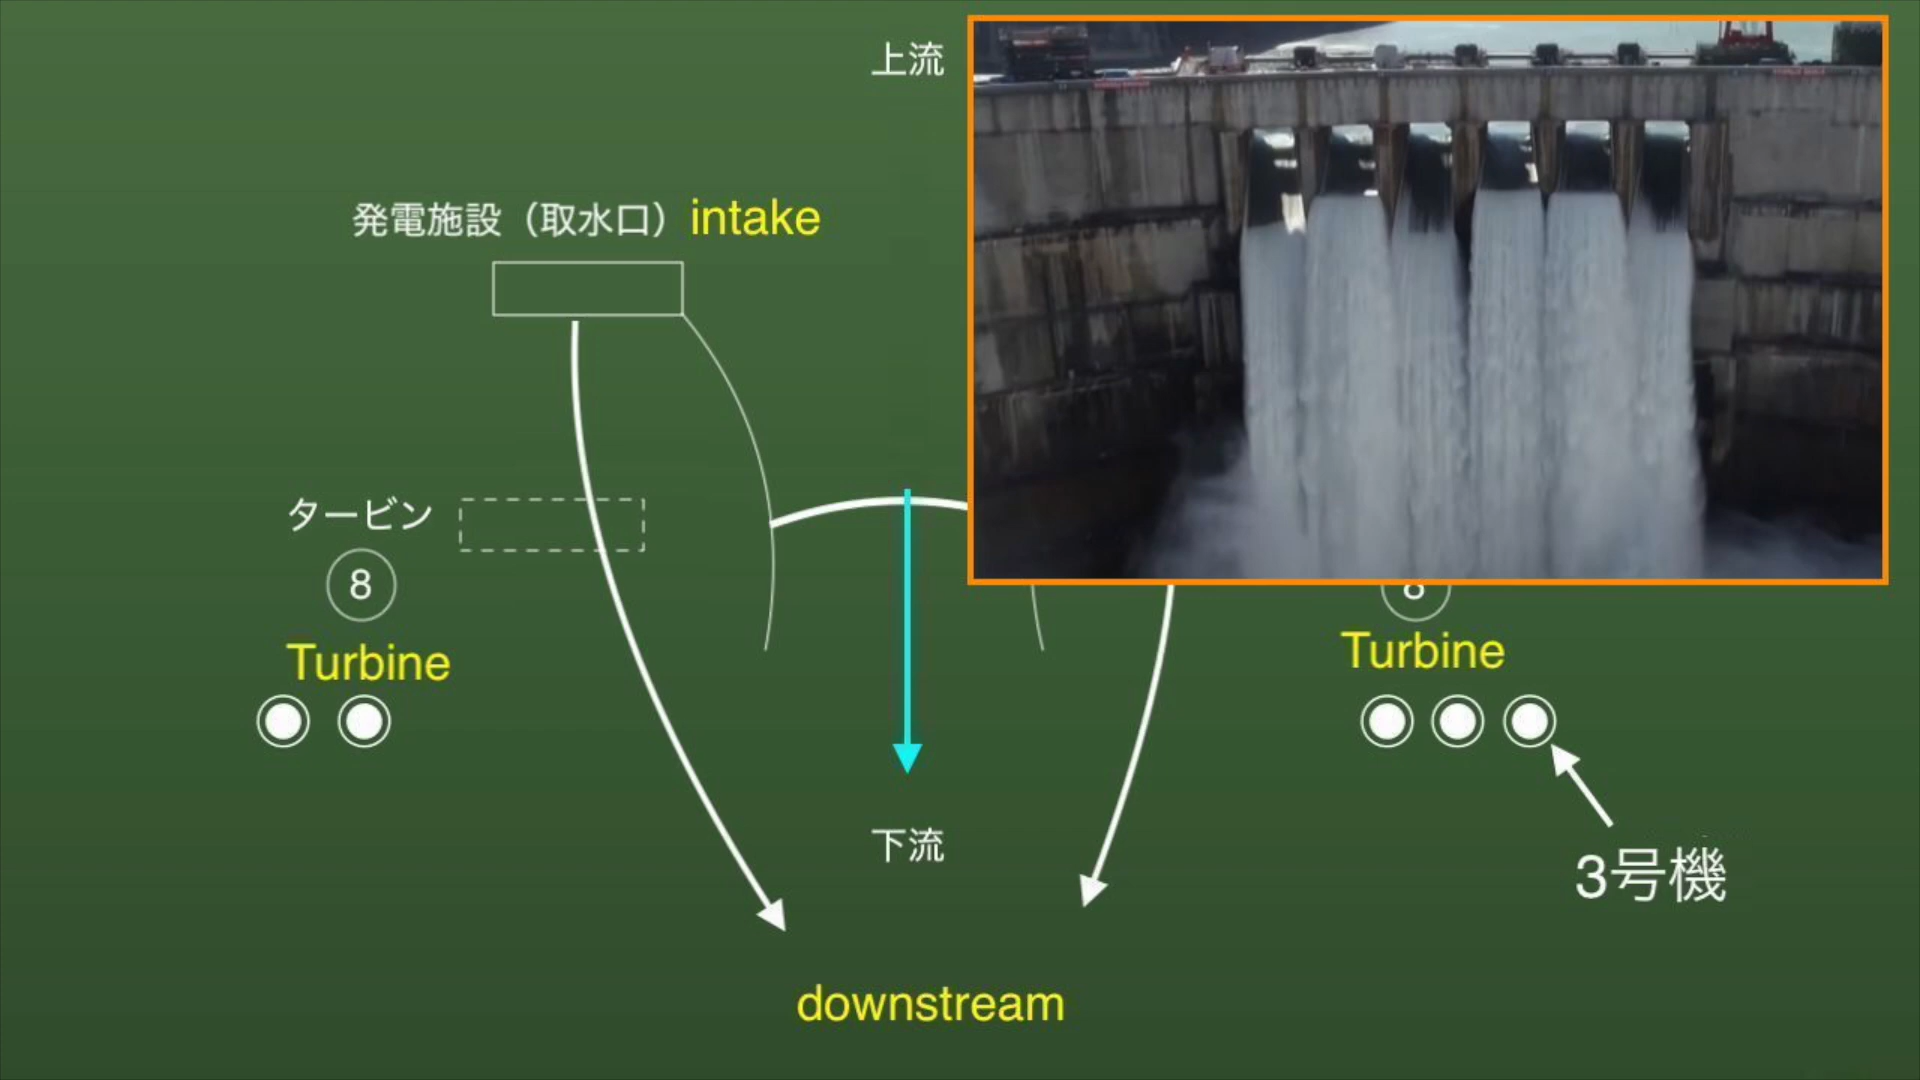 上流
発電施設（取水口）intake
タービン
8
Turbine
Turbine
3号機
下流
downstream